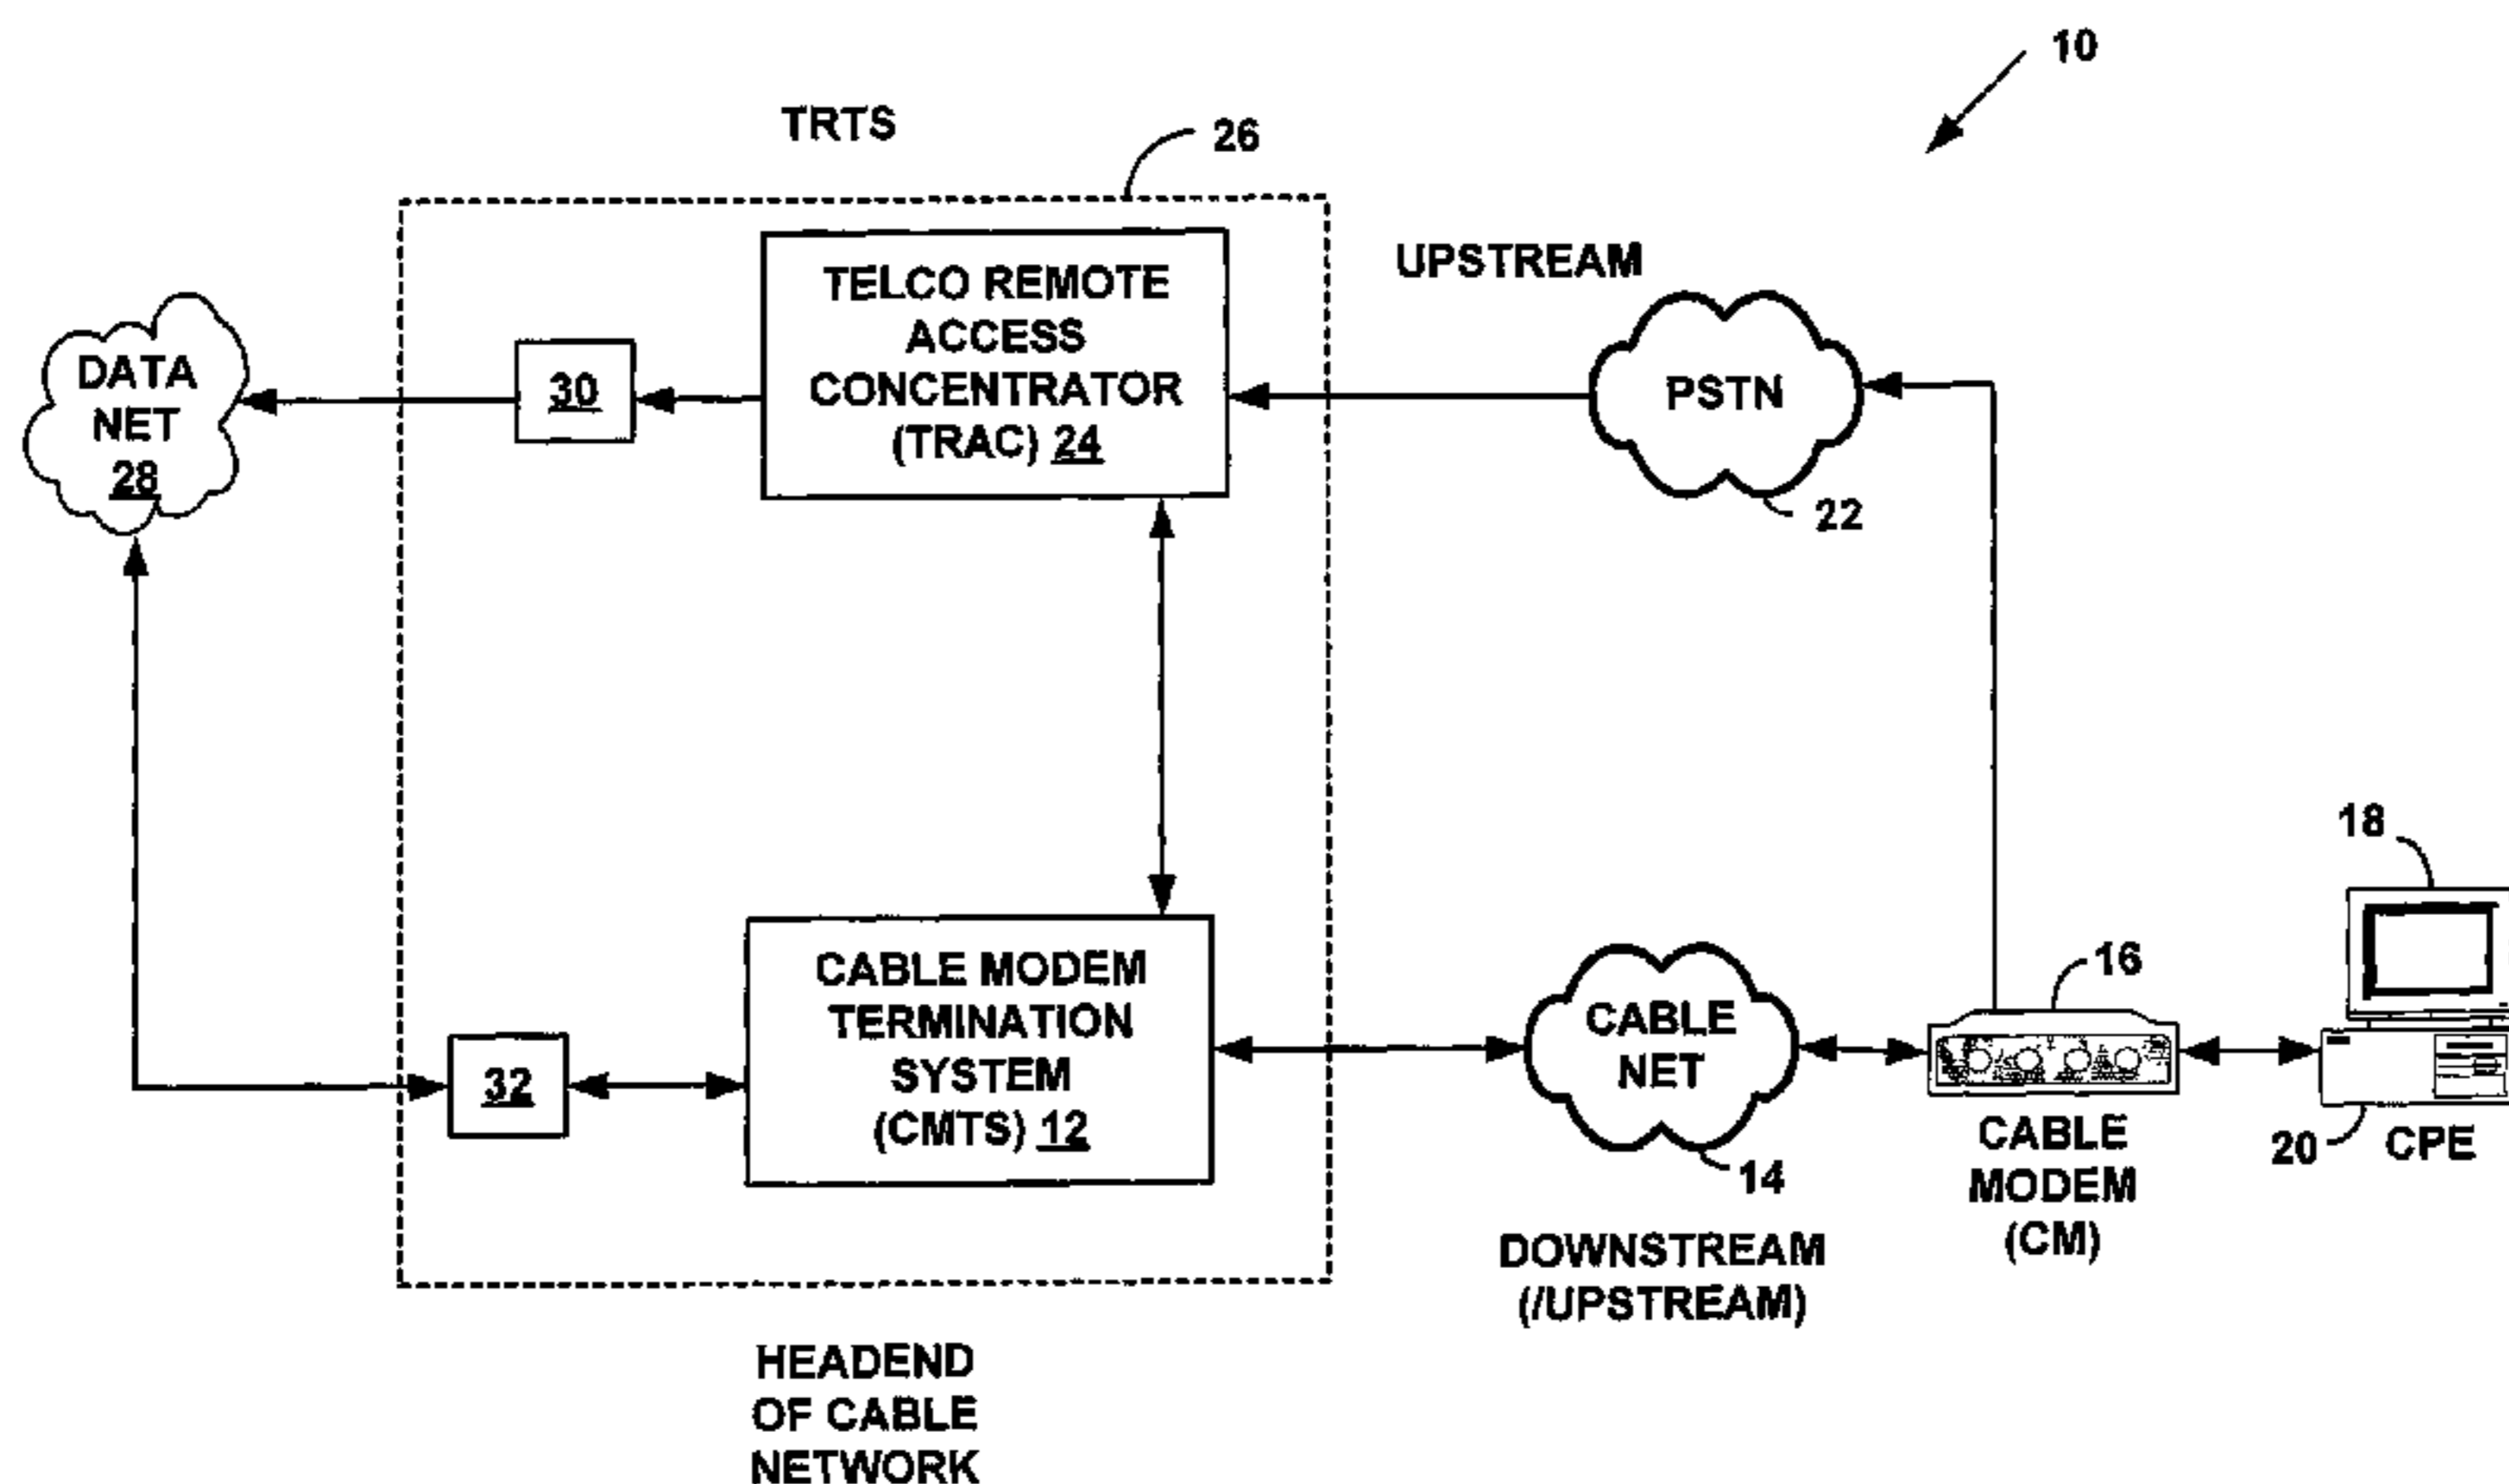 10
TRTS
26
UPSTREAM
TELCO REMOTE
ACCESS
CONCENTRATOR
(TRAC) 24
30
DATA
NET
28
PSTN
22
18
CABLE MODEM
TERMINATION
SYSTEM
(CMTS) 12
32
CABLE
NET
14
16
20
CPE
CABLE
MODEM
(CM)
DOWNSTREAM
(/UPSTREAM)
HEADEND
OF CABLE
NETWORK